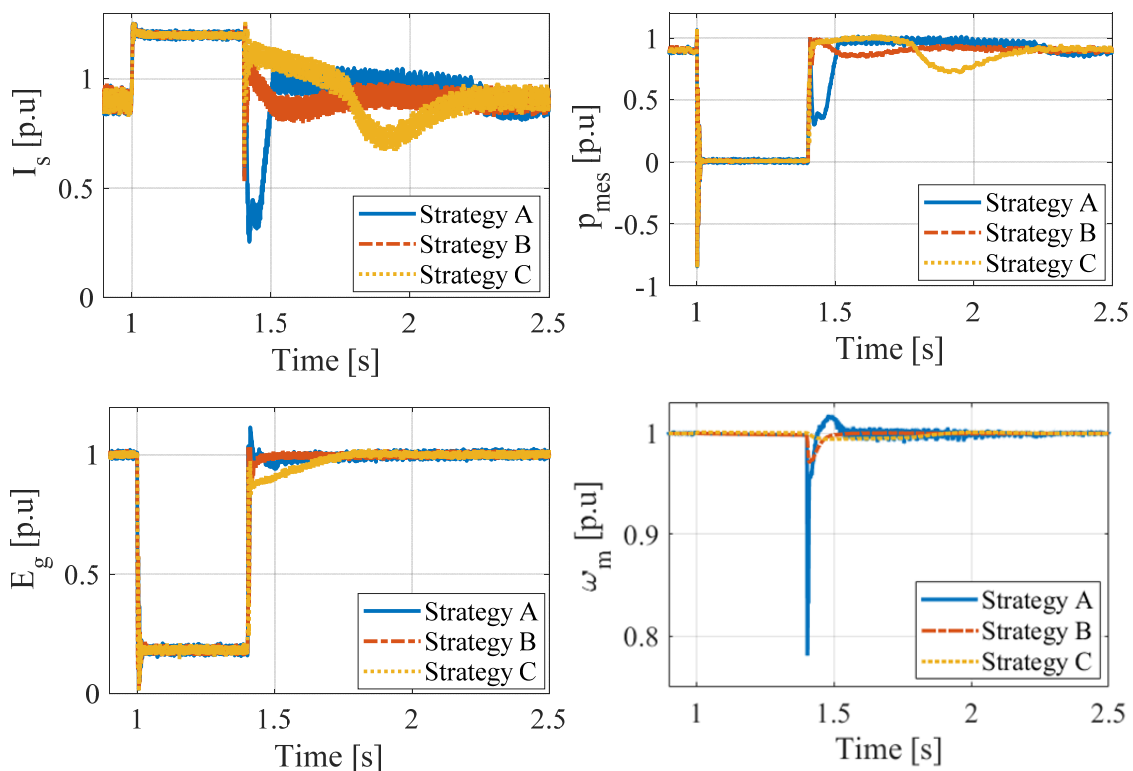 I_s [p.u]
1
0.5
0
Strategy A
Strategy B
Strategy C
1
1.5
2
2.5
Time [s]
p_mes [p.u]
1
0.5
0
-0.5
-1
Strategy A
Strategy B
Strategy C
1
1.5
2
2.5
Time [s]
E_g [p.u]
1
0.5
0
Strategy A
Strategy B
Strategy C
1
1.5
2
2.5
Time [s]
ω_m [p.u]
1
0.9
0.8
Strategy A
Strategy B
Strategy C
1
1.5
2
2.5
Time [s]